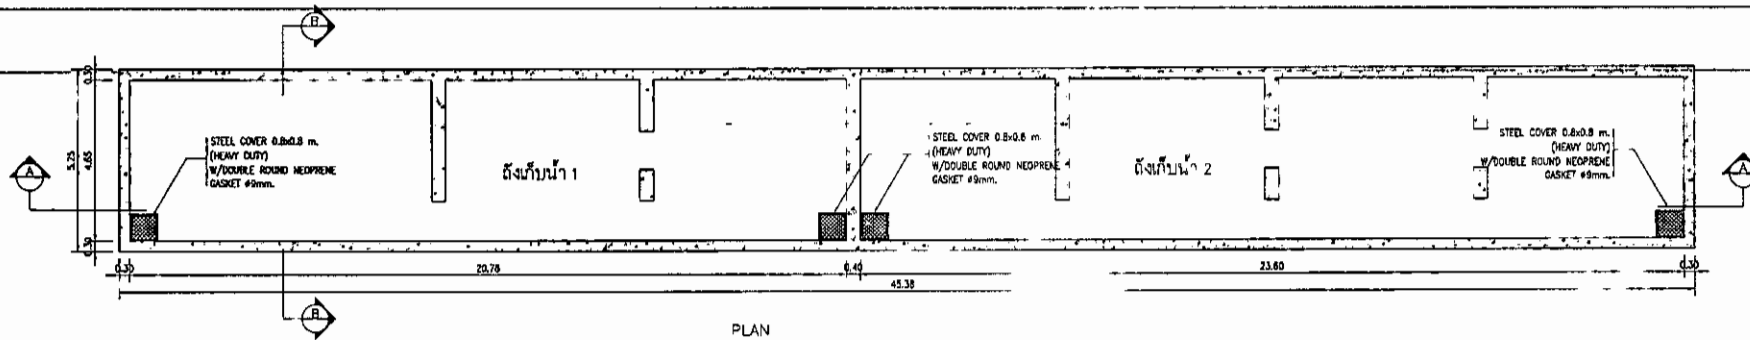 B
0.30
5.25
4.65
0.30
A
STEEL COVER 0.8x0.8 m.
(HEAVY DUTY)
W/DOUBLE ROUND NEOPRENE
GASKET #9mm.
ถังเก็บน้ำ 1
STEEL COVER 0.8x0.8 m.
(HEAVY DUTY)
W/DOUBLE ROUND NEOPRENE
GASKET #9mm.
ถังเก็บน้ำ 2
STEEL COVER 0.8x0.8 m.
(HEAVY DUTY)
W/DOUBLE ROUND NEOPRENE
GASKET #9mm.
A
0.30
20.78
0.40
23.60
0.30
45.38
B
PLAN